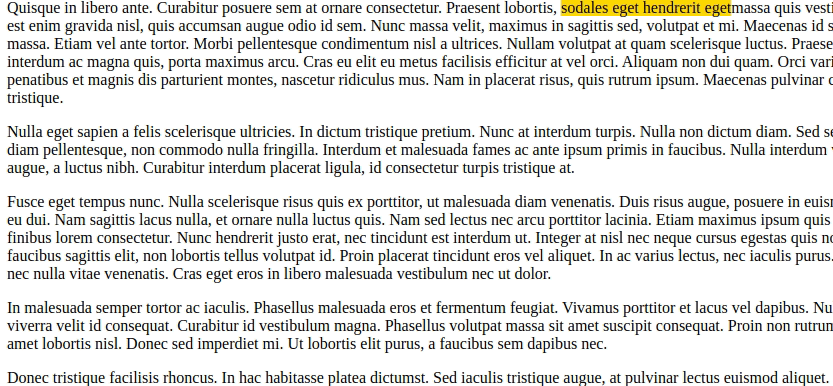 Quisque in libero ante. Curabitur posuere sem at ornare consectetur. Praesent lobortis, sodales eget hendrerit egetmassa quis
est enim gravida nisl, quis accumsan augue odio id sem. Nunc massa velit, maximus in sagittis sed, volutpat et mi. Maecenas id
massa. Etiam vel ante tortor. Morbi pellentesque condimentum nisl a ultrices. Nullam volutpat at quam scelerisque luctus.
interdum ac magna quis, porta maximus arcu. Cras eu elit eu metus facilisis efficitur at vel orci. Aliquam non dui quam. Orci
penatibus et magnis dis parturient montes, nascetur ridiculus mus. Nam in placerat risus, quis rutrum ipsum. Maecenas pulvinar
tristique.
Nulla eget sapien a felis scelerisque ultricies. In dictum tristique pretium. Nunc at interdum turpis. Nulla non dictum diam. Sed
diam pellentesque, non commodo nulla fringilla. Interdum et malesuada fames ac ante ipsum primis in faucibus. Nulla interdum
augue, a luctus nibh. Curabitur interdum placerat ligula, id consectetur turpis tristique at.
Fusce eget tempus nunc. Nulla scelerisque risus quis ex porttitor, ut malesuada diam venenatis. Duis risus augue, posuere in
eu dui. Nam sagittis lacus nulla, et ornare nulla luctus quis. Nam sed lectus nec arcu porttitor lacinia. Etiam maximus ipsum quis
finibus lorem consectetur. Nunc hendrerit justo erat, nec tincidunt est interdum ut. Integer at nisl nec neque cursus egestas quis
faucibus sagittis elit, non lobortis tellus volutpat id. Proin placerat tincidunt eros vel aliquet. In ac varius lectus, nec iaculis purus.
nec nulla vitae venenatis. Cras eget eros in libero malesuada vestibulum nec ut dolor.
In malesuada semper tortor ac iaculis. Phasellus malesuada eros et fermentum feugiat. Vivamus porttitor et lacus vel dapibus.
viverra velit id consequat. Curabitur id vestibulum magna. Phasellus volutpat massa sit amet suscipit consequat. Proin non
amet lobortis nisl. Donec sed imperdiet mi. Ut lobortis elit purus, a faucibus sem dapibus nec.
Donec tristique facilisis rhoncus. In hac habitasse platea dictumst. Sed iaculis tristique augue, at pulvinar lectus euismod aliquet.